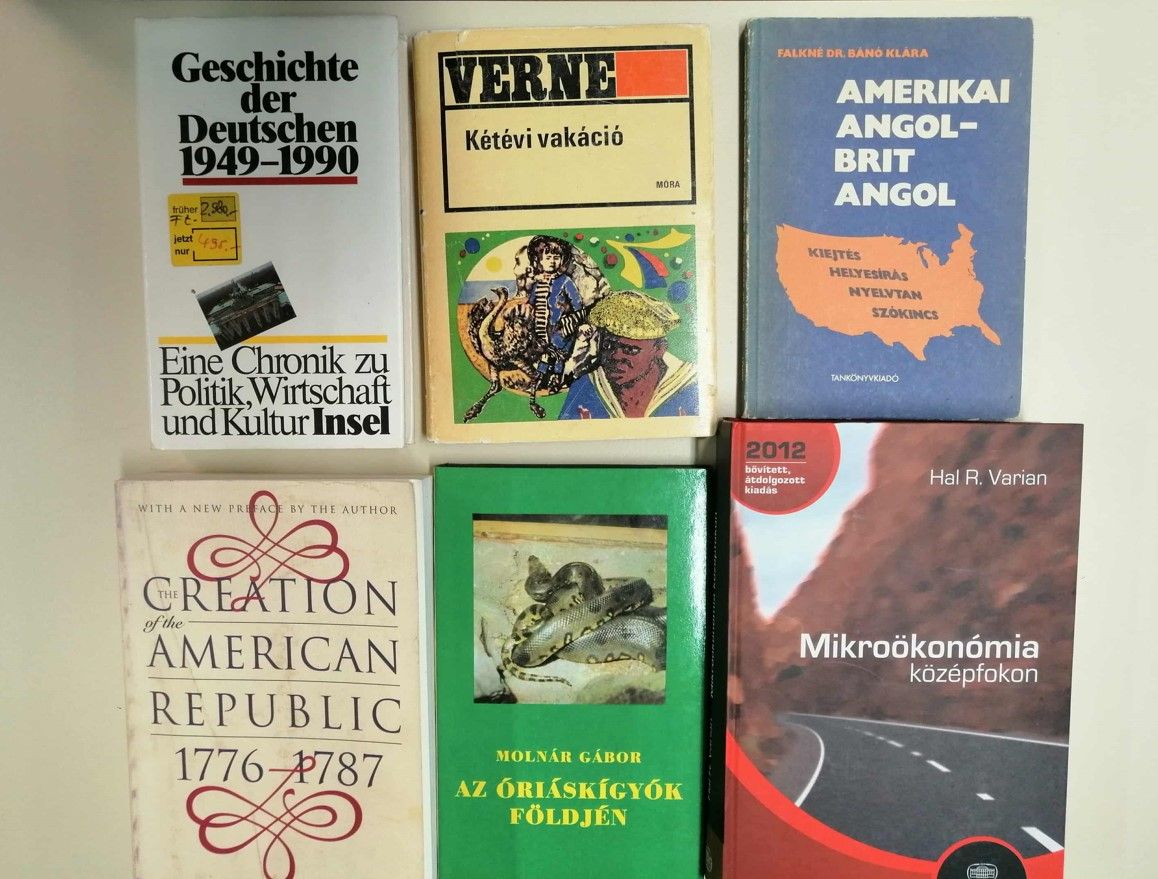 Geschichte
der
Deutschen
1949–1990
früher 2.980,-
Ft.
jetzt 495,-
nur
Eine Chronik zu
Politik, Wirtschaft
und Kultur Insel
VERNE
Kétévi vakáció
MÓRA
FALKNÉ DR. BÁNÓ KLÁRA
AMERIKAI
ANGOL–
BRIT
ANGOL
KIEJTÉS
HELYESÍRÁS
NYELVTAN
SZÓKINCS
TANKÖNYVKIADÓ
WITH A NEW PREFACE BY THE AUTHOR
THE CREATION
of the
AMERICAN
REPUBLIC
1776–1787
MOLNÁR GÁBOR
AZ ÓRIÁSKÍGYÓK
FÖLDJÉN
2012
bővített,
átdolgozott
kiadás
Hal R. Varian
Mikroökonómia
középfokon